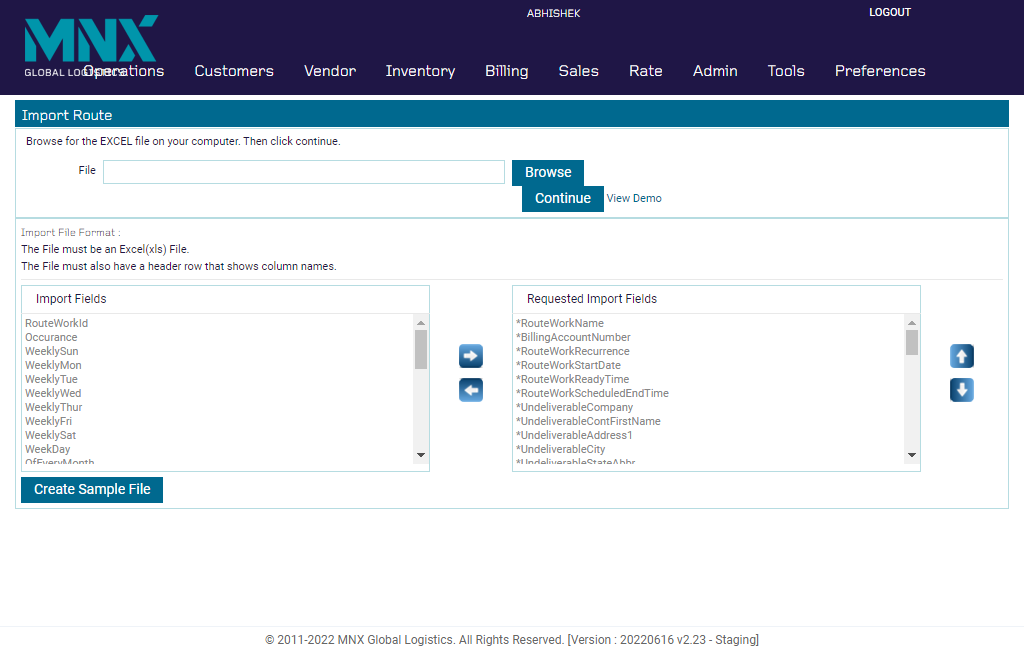 ABHISHEK
LOGOUT
MNX
GLOBAL LOGISTICS
Operations Customers Vendor Inventory Billing Sales Rate Admin Tools Preferences
Import Route
Browse for the EXCEL file on your computer. Then click continue.
File Browse
Continue View Demo
Import File Format :
The File must be an Excel(xls) File.
The File must also have a header row that shows column names.
Import Fields
RouteWorkId
Occurance
WeeklySun
WeeklyMon
WeeklyTue
WeeklyWed
WeeklyThur
WeeklyFri
WeeklySat
WeekDay
OfEveryMonth
Requested Import Fields
*RouteWorkName
*BillingAccountNumber
*RouteWorkRecurrence
*RouteWorkStartDate
*RouteWorkReadyTime
*RouteWorkScheduledEndTime
*UndeliverableCompany
*UndeliverableContFirstName
*UndeliverableAddress1
*UndeliverableCity
*UndeliverableStateAbbr
Create Sample File
© 2011-2022 MNX Global Logistics. All Rights Reserved. [Version : 20220616 v2.23 - Staging]